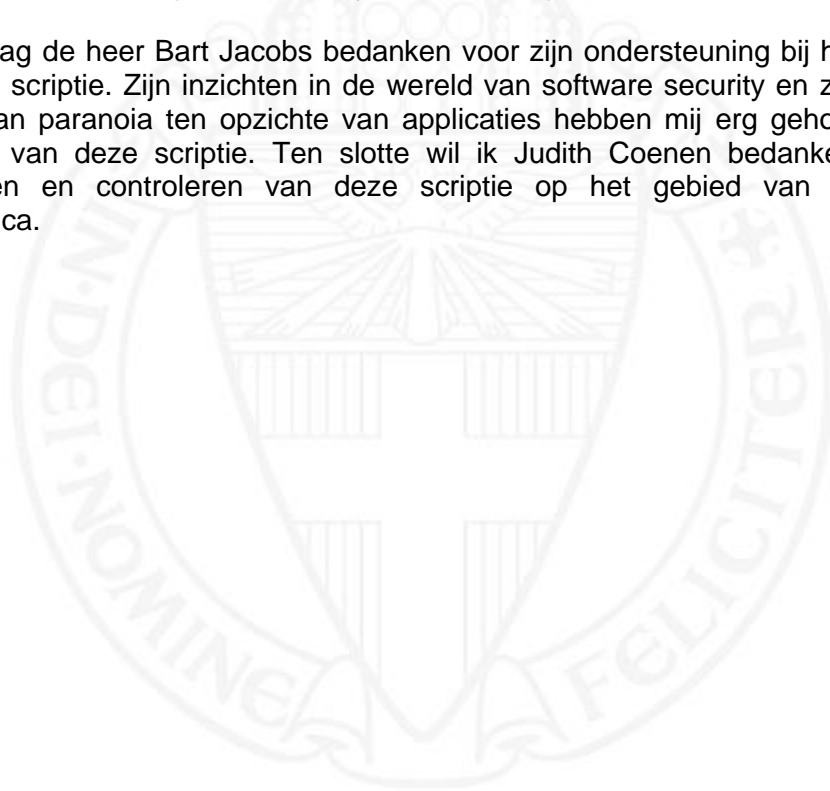 ag de heer Bart Jacobs bedanken voor zijn ondersteuning bij h
scriptie. Zijn inzichten in de wereld van software security en z
an paranoia ten opzichte van applicaties hebben mij erg geho
van deze scriptie. Ten slotte wil ik Judith Coenen bedanke
en en controleren van deze scriptie op het gebied van
ca.
IN·DEI·NOMINE FELICITER